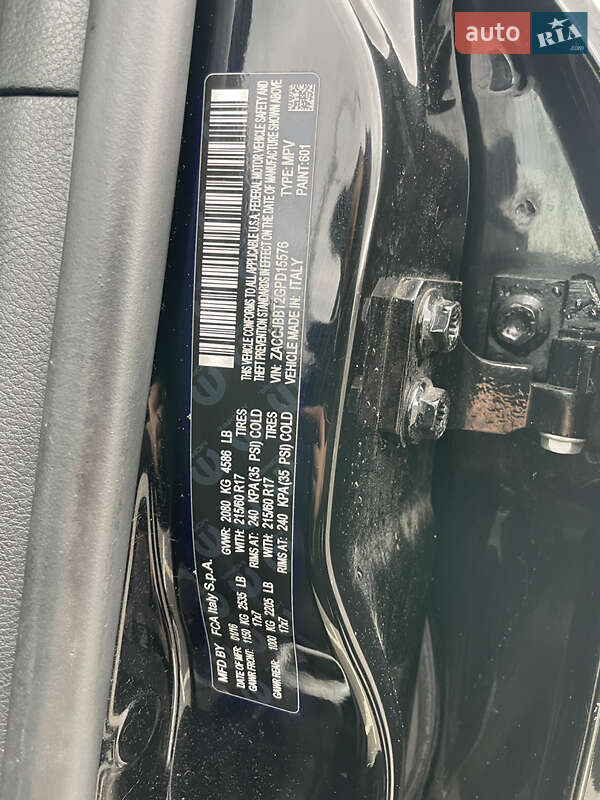 auto RIA.com
MFD BY FCA Italy S.p.A.
DATE OF MFR 01/16 GVWR: 2080 KG 4586 LB
GAWR FRONT: 1150 KG 2535 LB WITH: 215/60 R17 TIRES
17x7 RIMS AT: 240 KPA (35 PSI) COLD
GAWR REAR: 1000 KG 2205 LB WITH: 215/60 R17 TIRES
17x7 RIMS AT: 240 KPA (35 PSI) COLD
THIS VEHICLE CONFORMS TO ALL APPLICABLE U.S.A. FEDERAL MOTOR VEHICLE SAFETY AND
THEFT PREVENTION STANDARDS IN EFFECT ON THE DATE OF MANUFACTURE SHOWN ABOVE
VIN: ZACCJBBT2GPD15576 TYPE: MPV
VEHICLE MADE IN: ITALY PAINT:601